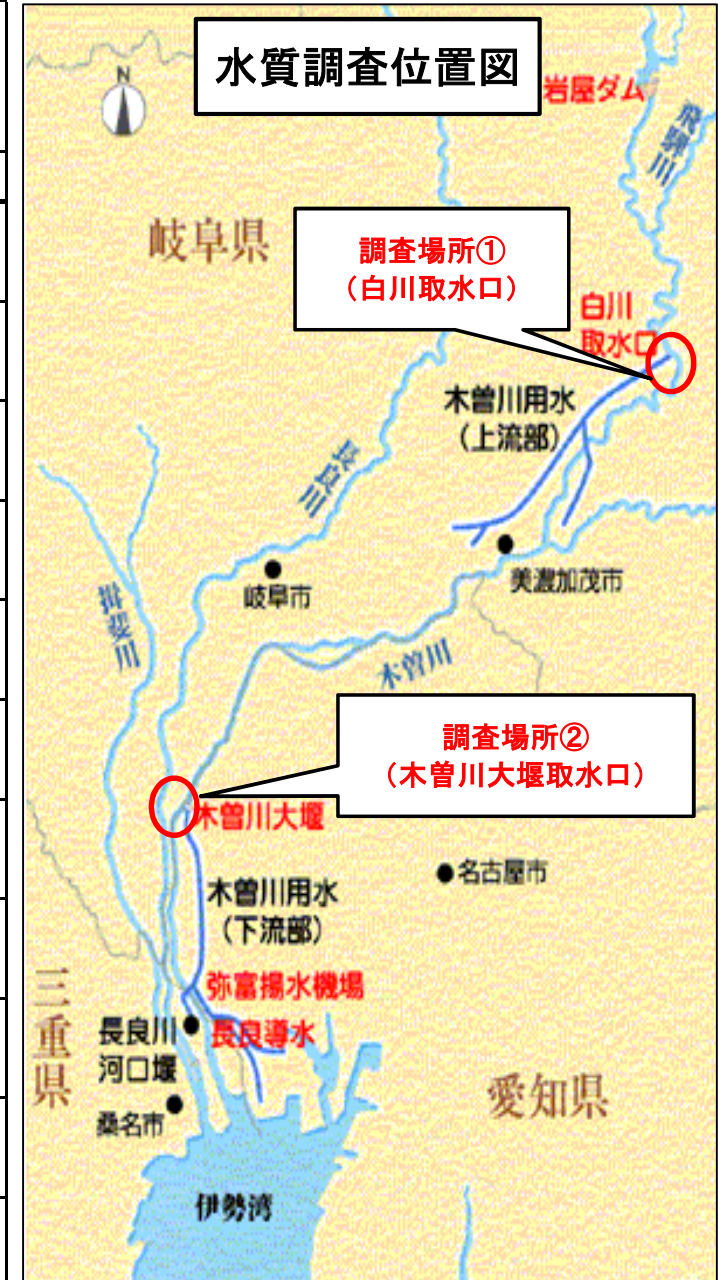 水質調査位置図
N
岩屋ダム
飛騨川
岐阜県
調査場所①
（白川取水口）
白川
取水口
木曽川用水
（上流部）
長良川
岐阜市
美濃加茂市
揖斐川
木曽川
調査場所②
（木曽川大堰取水口）
木曽川大堰
名古屋市
木曽川用水
（下流部）
弥富揚水機場
三重県
長良川
河口堰
長良導水
愛知県
桑名市
伊勢湾